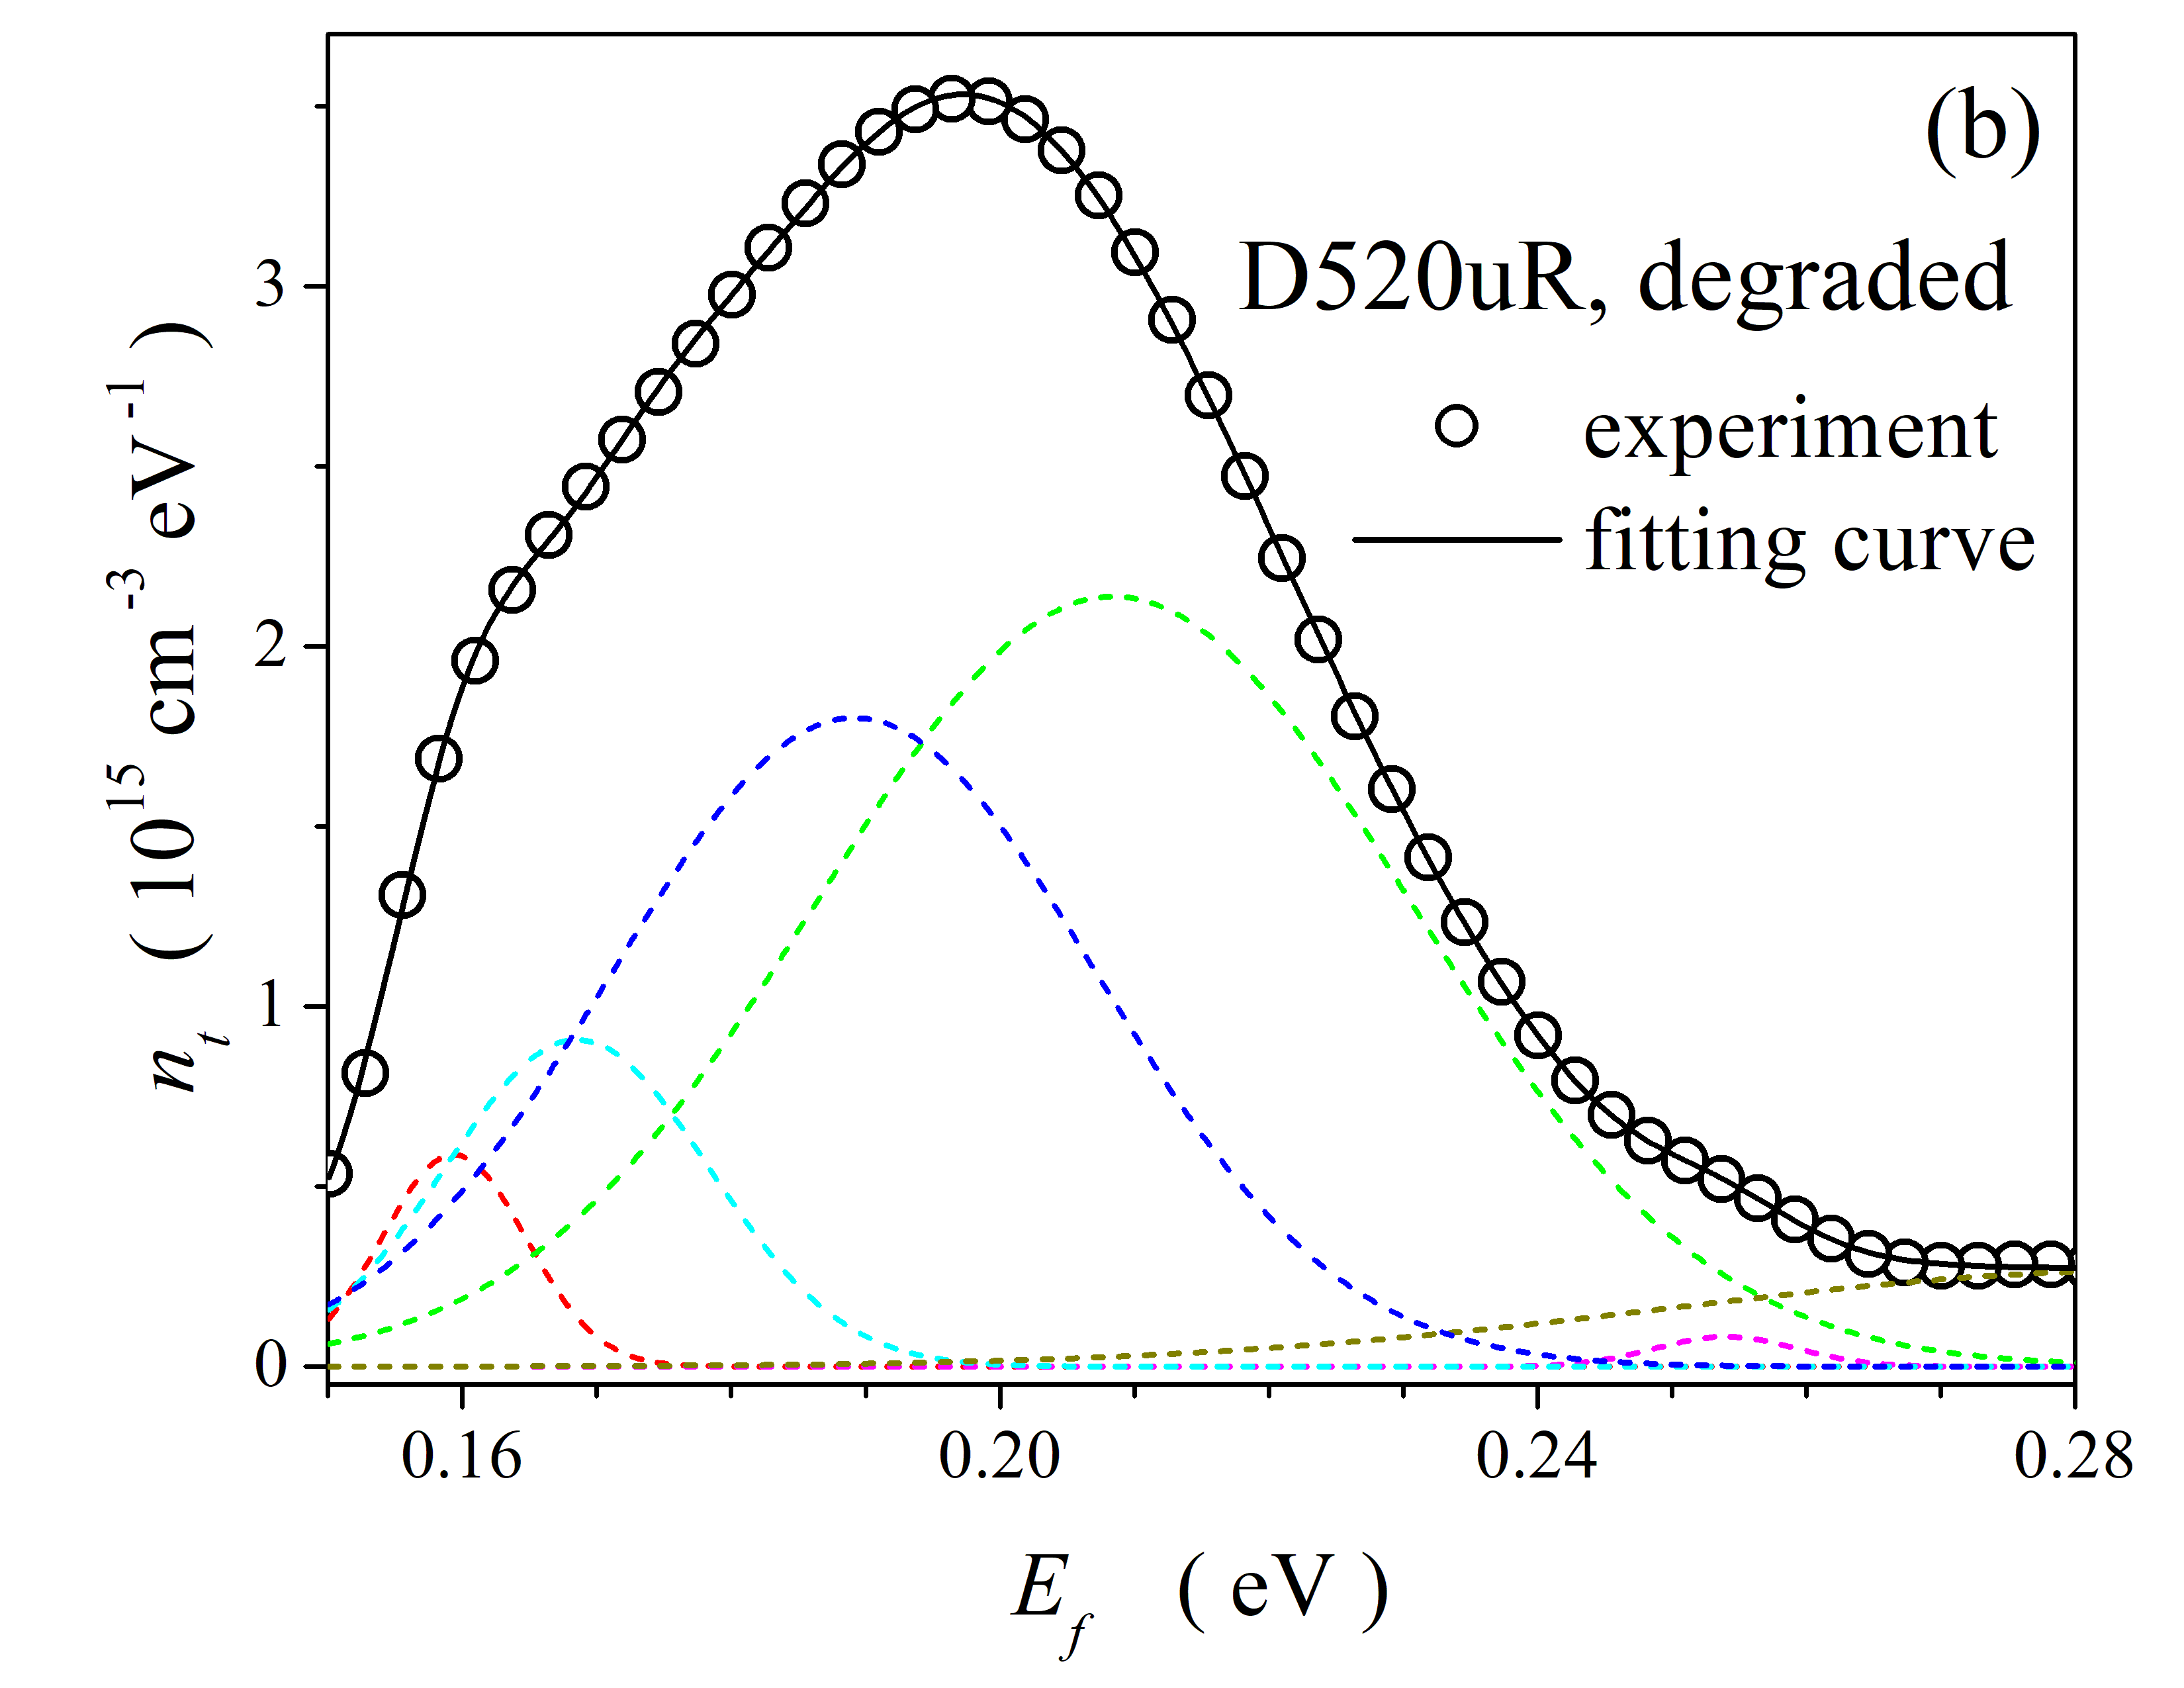 (b)
D520uR, degraded
experiment
fitting curve
3
2
1
0
n_t ( 10^15 cm^-3 eV^-1 )
0.16 0.20 0.24 0.28
E_f ( eV )